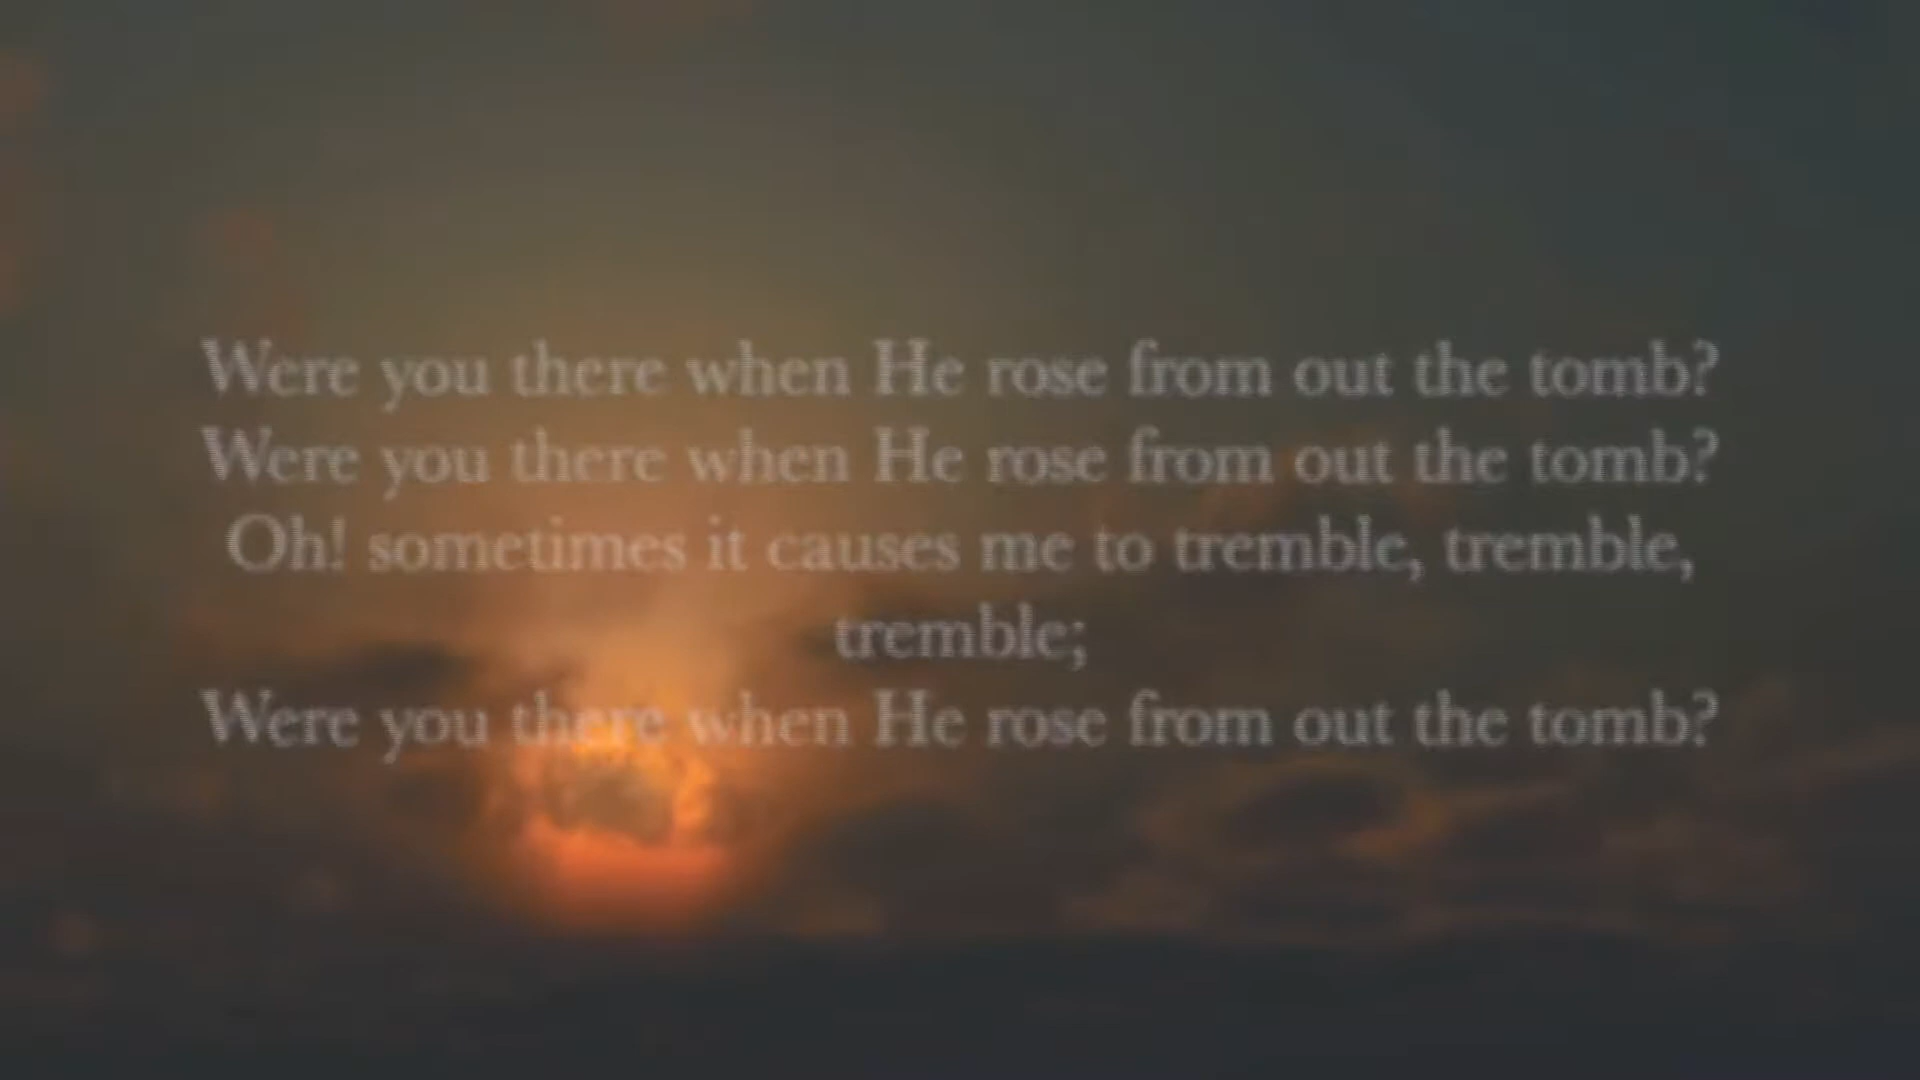 Were you there when He rose from out the tomb?
Were you there when He rose from out the tomb?
Oh! sometimes it causes me to tremble, tremble,
tremble;
Were you there when He rose from out the tomb?